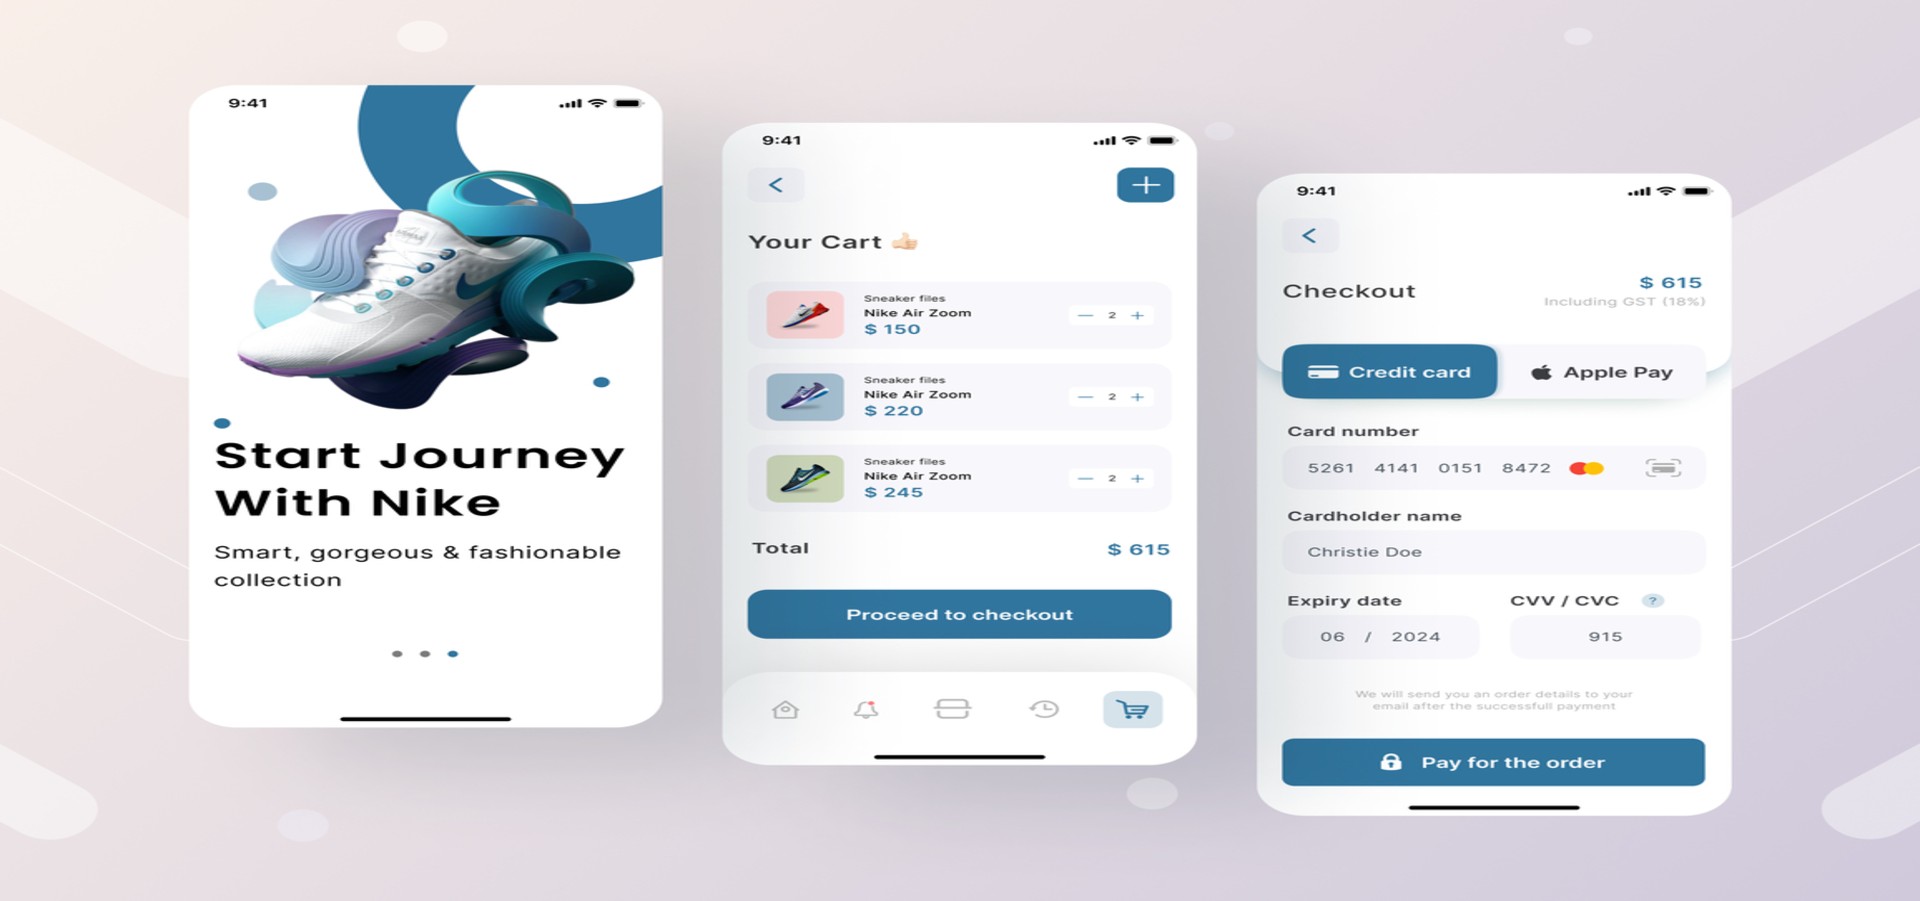 9:41
Start Journey
With Nike
Smart, gorgeous & fashionable
collection
9:41
Your Cart 👍🏻
Sneaker files
Nike Air Zoom
$ 150
2
Sneaker files
Nike Air Zoom
$ 220
2
Sneaker files
Nike Air Zoom
$ 245
2
Total
$ 615
Proceed to checkout
9:41
Checkout
$ 615
Including GST (18%)
Credit card
Apple Pay
Card number
5261 4141 0151 8472
Cardholder name
Christie Doe
Expiry date
CVV / CVC ?
06 / 2024
915
We will send you an order details to your
email after the successfull payment
Pay for the order